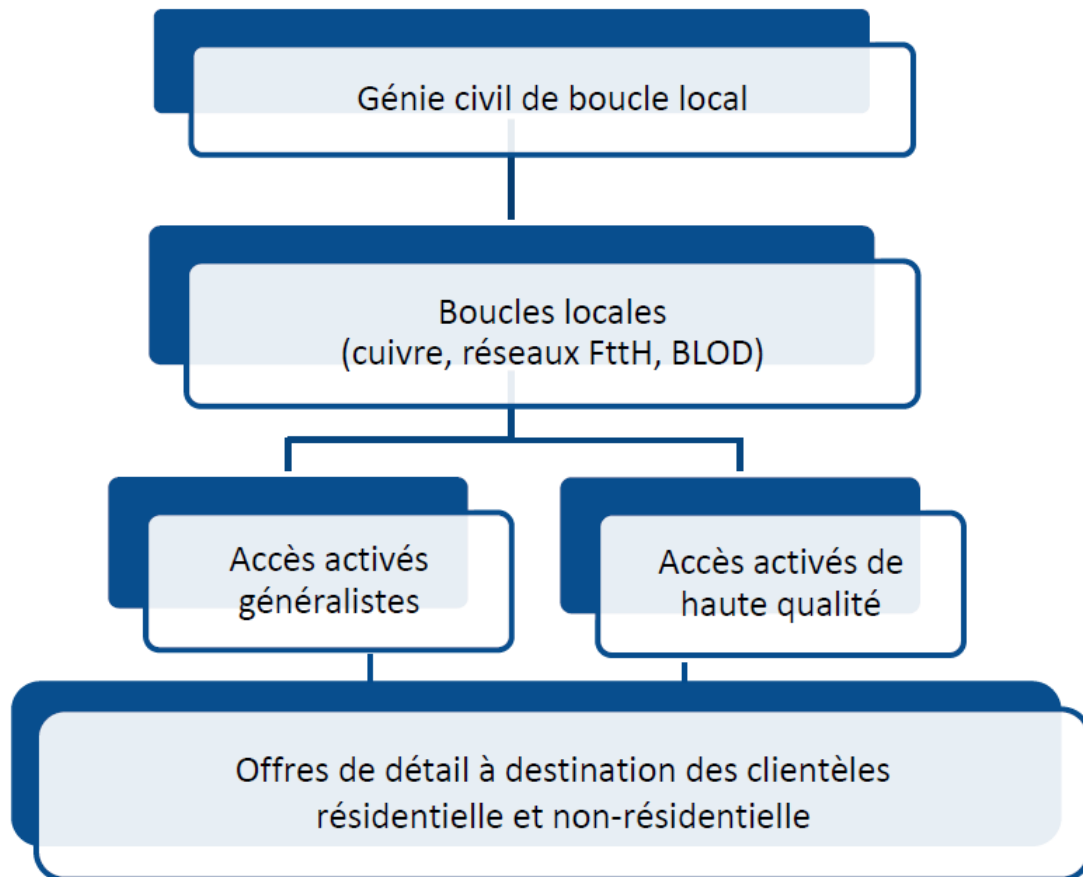 Génie civil de boucle local
Boucles locales
(cuivre, réseaux FttH, BLOD)
Accès activés
généralistes
Accès activés de
haute qualité
Offres de détail à destination des clientèles
résidentielle et non-résidentielle